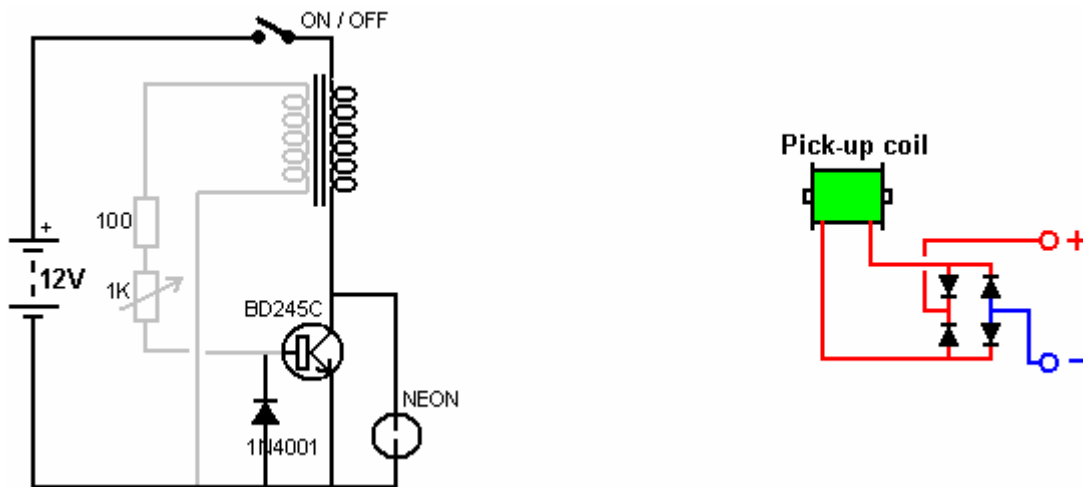 ON / OFF
Pick-up coil
100
+
+
12V
1K
BD245C
NEON
-
1N4001